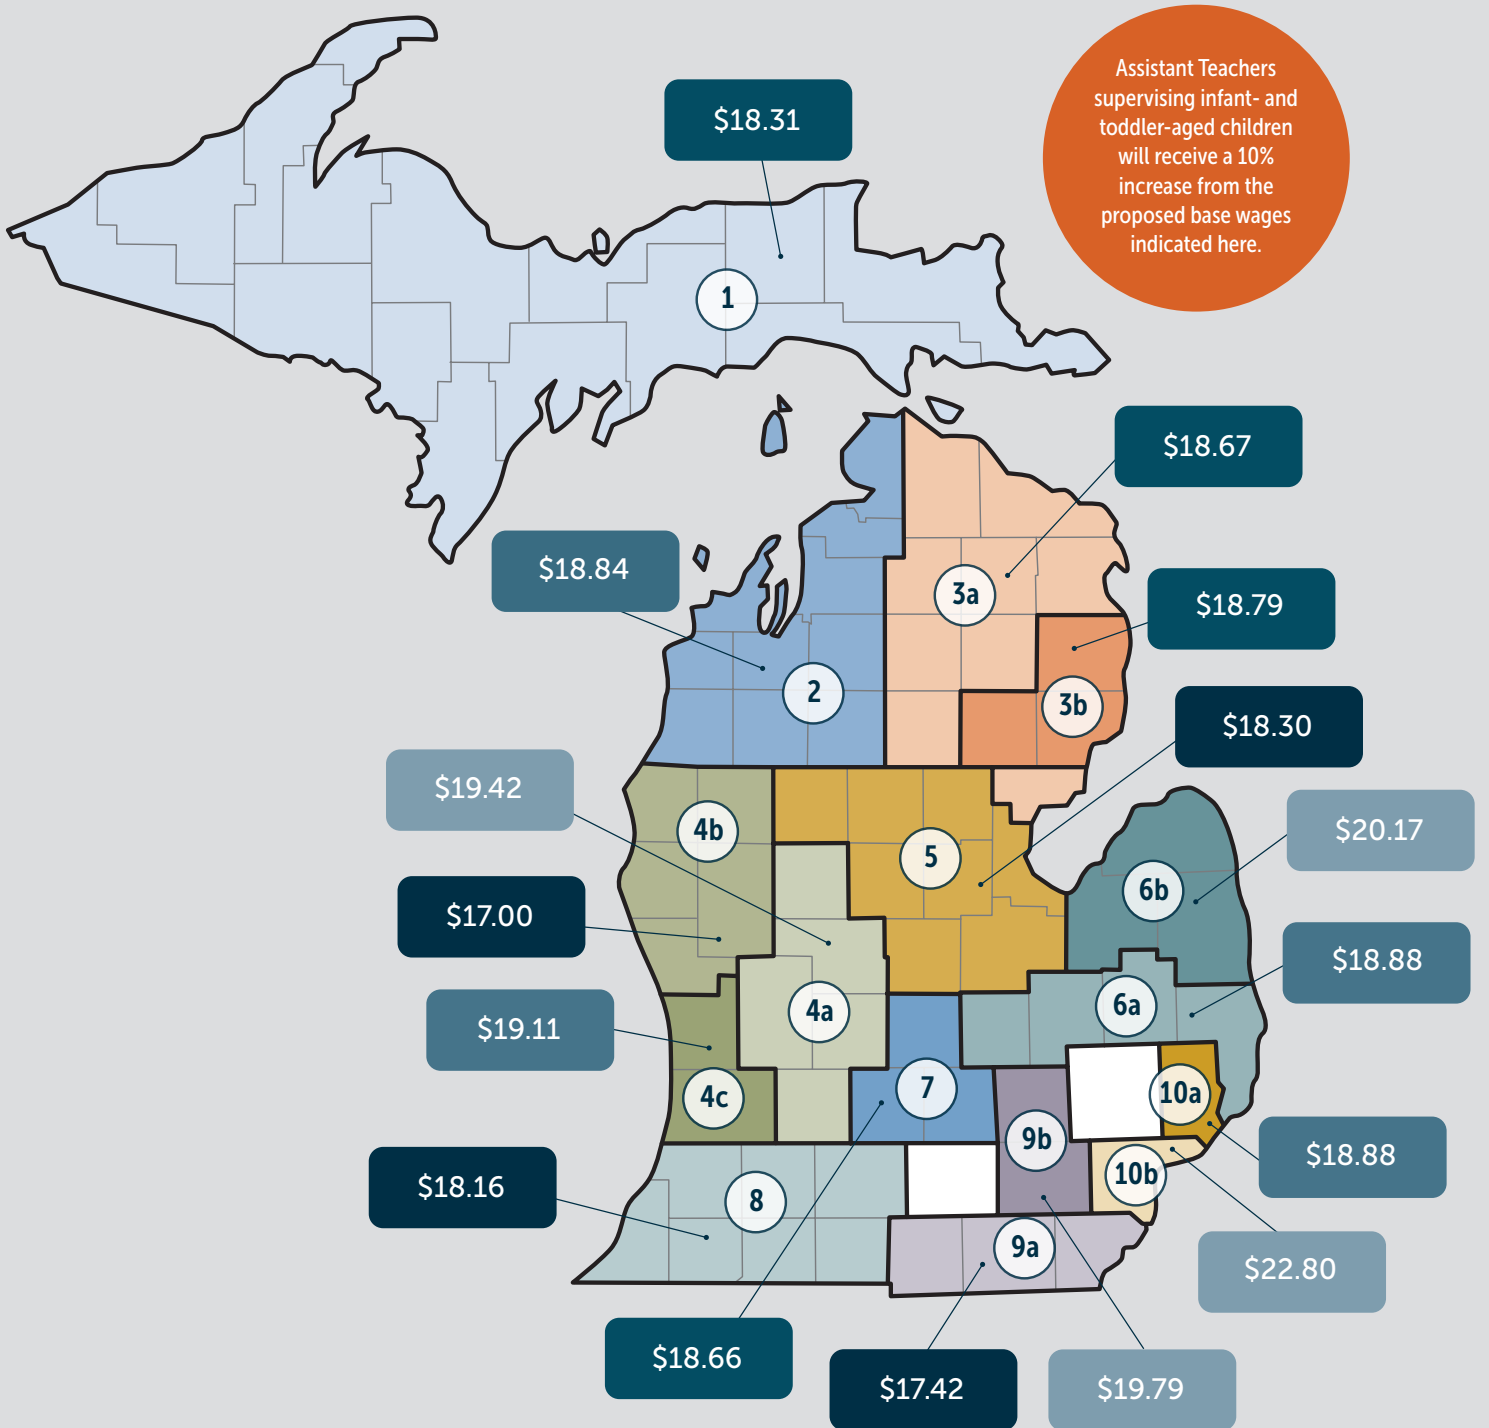 Assistant Teachers
supervising infant- and
toddler-aged children
will receive a 10%
increase from the
proposed base wages
indicated here.
$18.31
1
$18.67
$18.84
3a
$18.79
2
3b
$18.30
$19.42
4b
5
$20.17
6b
$17.00
$18.88
4a
6a
$19.11
7
10a
4c
9b
$18.88
10b
$18.16
8
9a
$22.80
$18.66
$17.42
$19.79